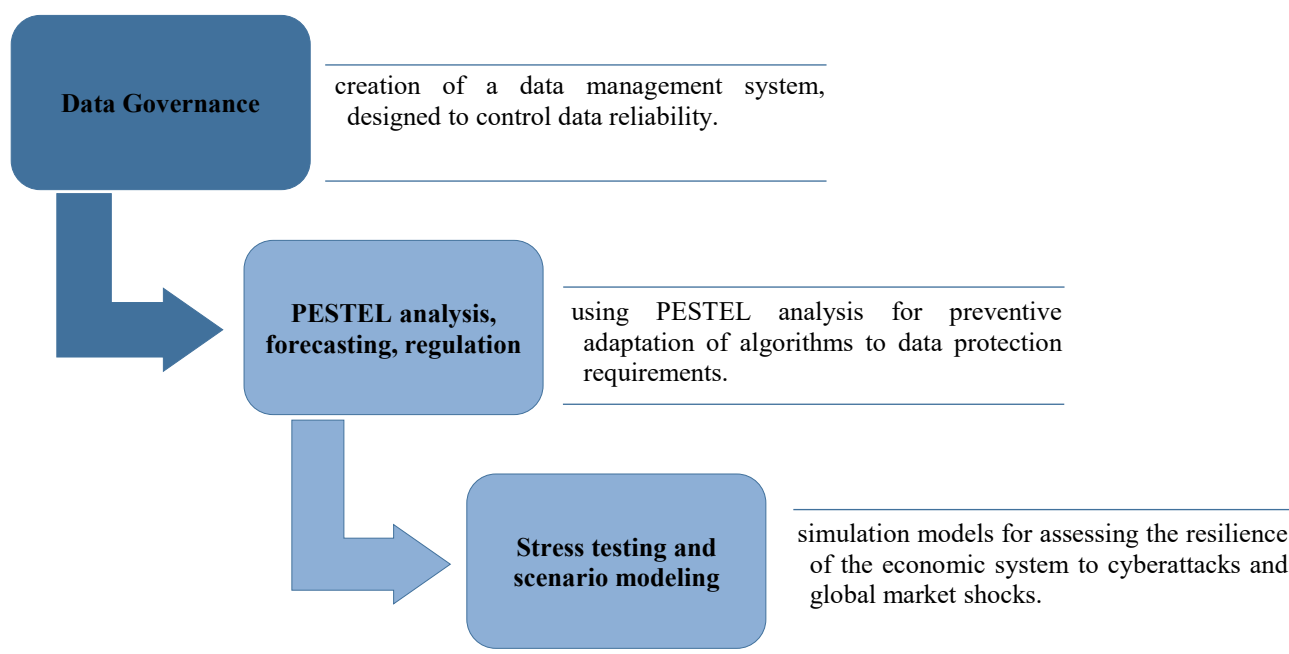 Data Governance
creation of a data management system,
designed to control data reliability.
PESTEL analysis,
forecasting, regulation
using PESTEL analysis for preventive
adaptation of algorithms to data protection
requirements.
Stress testing and
scenario modeling
simulation models for assessing the resilience
of the economic system to cyberattacks and
global market shocks.